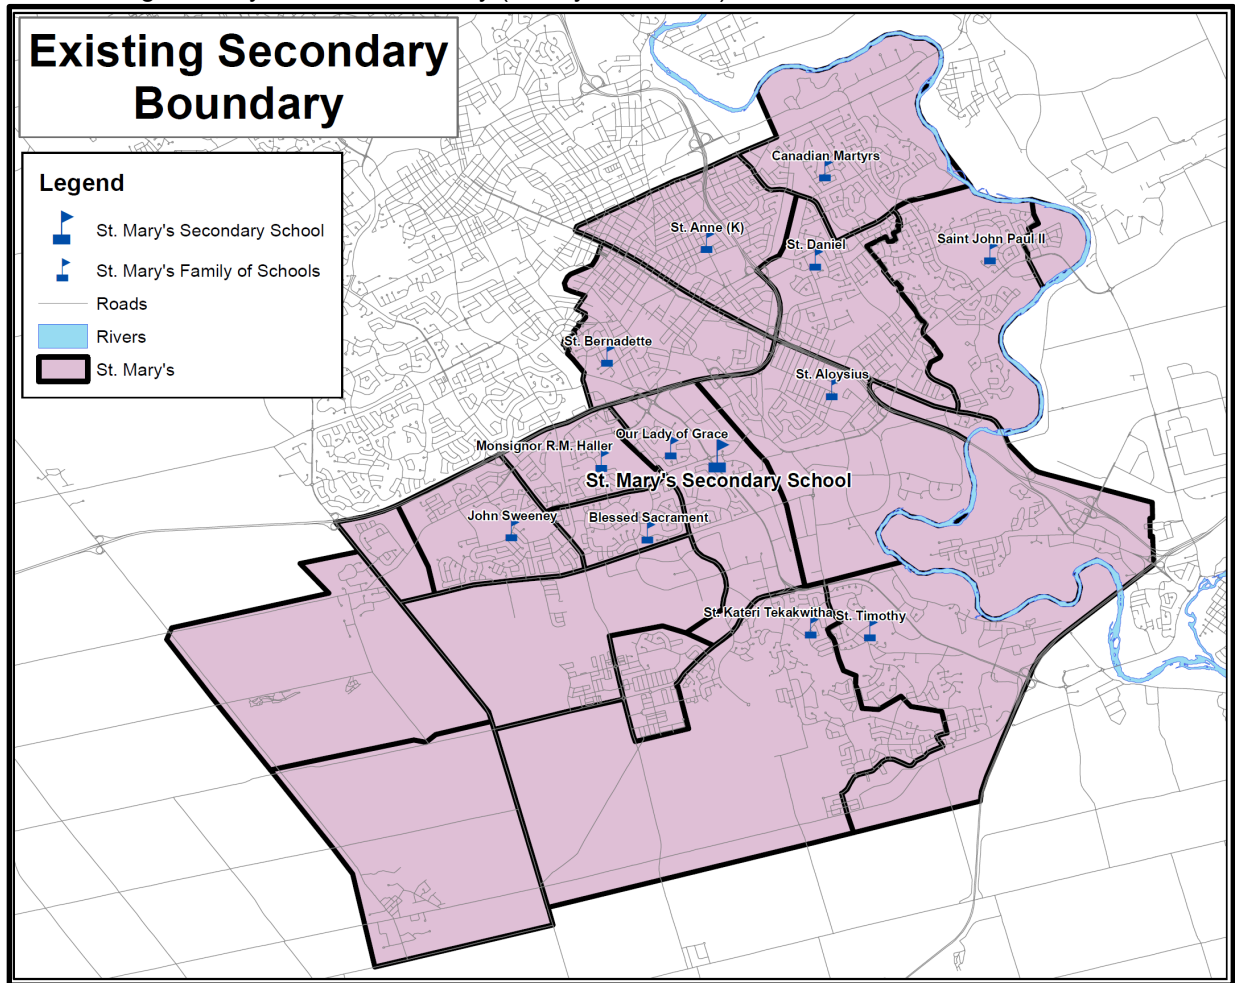 Existing Secondary
Boundary
Legend
St. Mary's Secondary School
St. Mary's Family of Schools
Roads
Rivers
St. Mary's
Canadian Martyrs
St. Anne (K)
St. Daniel
Saint John Paul II
St. Bernadette
St. Aloysius
Our Lady of Grace
Monsignor R.M. Haller
St. Mary's Secondary School
John Sweeney
Blessed Sacrament
St. Kateri Tekakwitha
St. Timothy